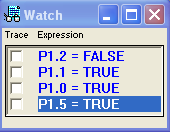 Watch
Trace Expression
P1.2 = FALSE
P1.1 = TRUE
P1.0 = TRUE
P1.5 = TRUE